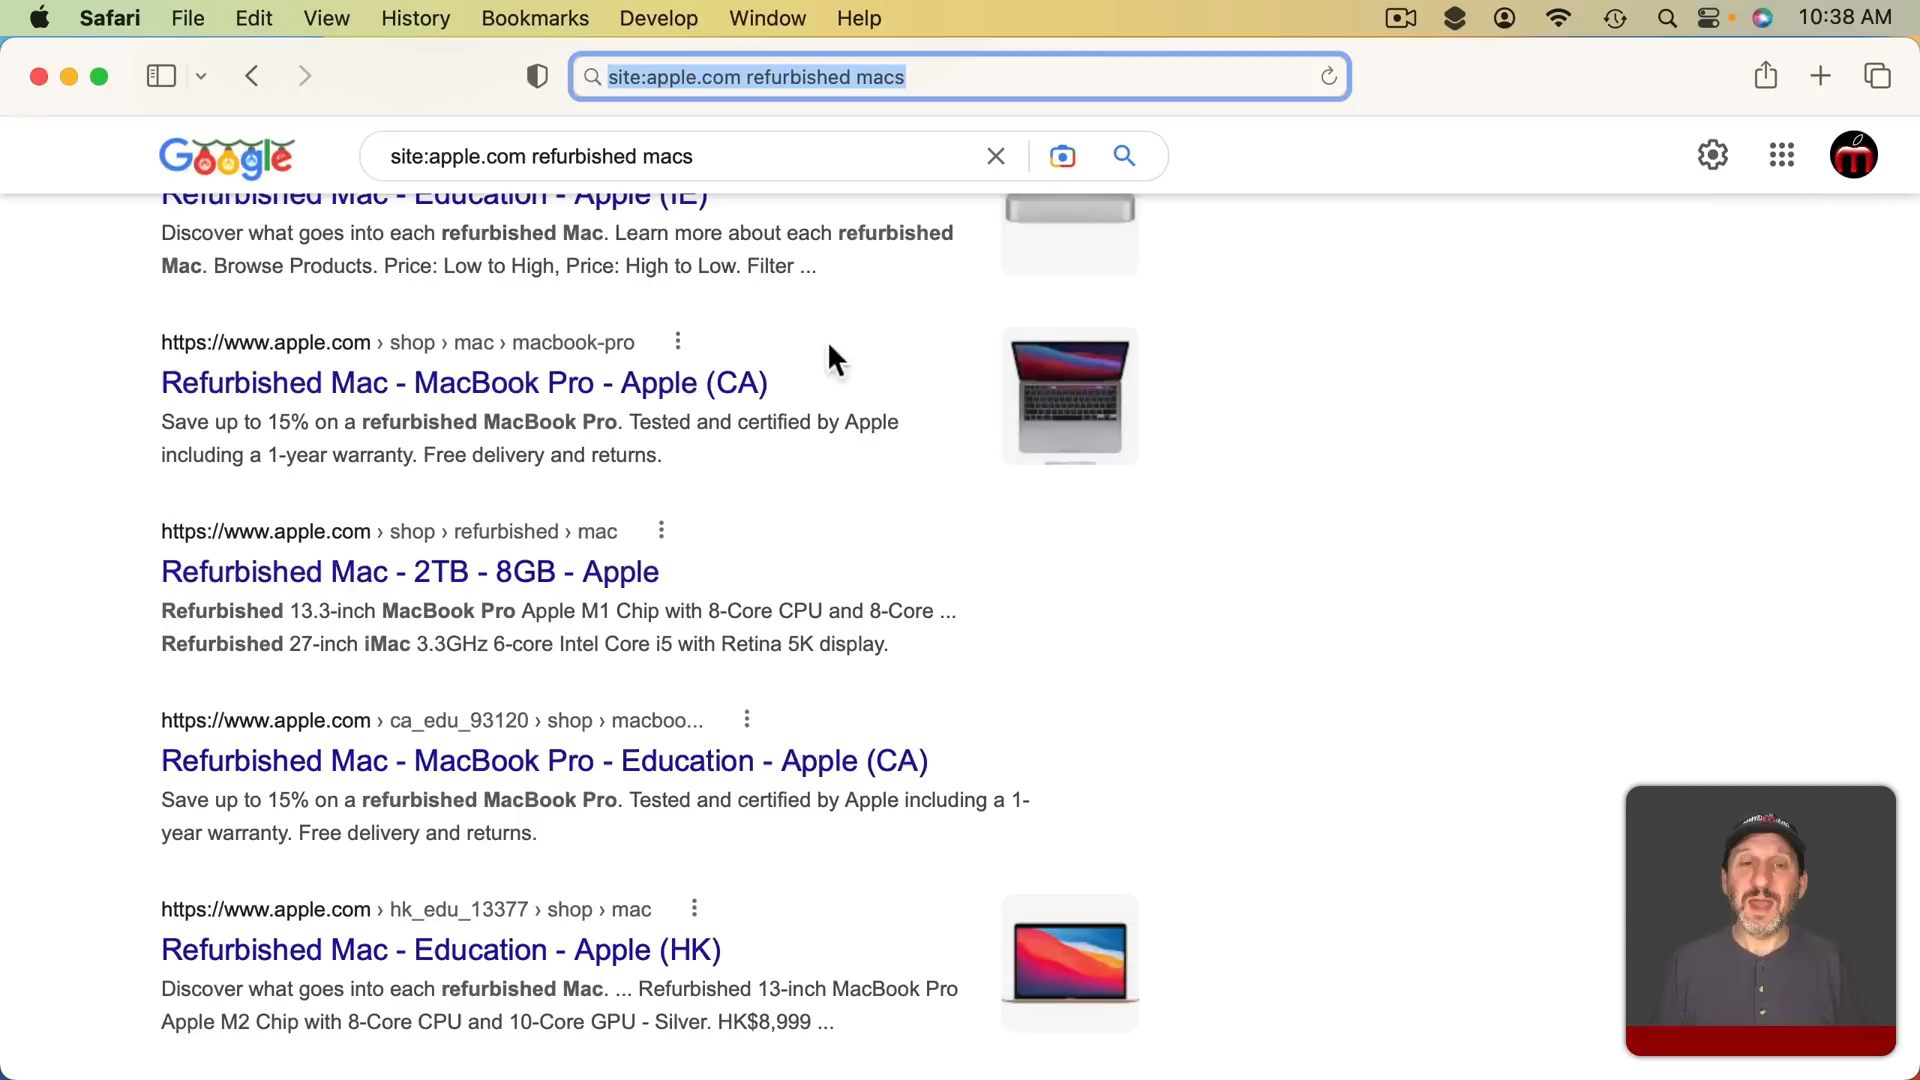 Safari File Edit View History Bookmarks Develop Window Help 10:38 AM
site:apple.com refurbished macs
Google site:apple.com refurbished macs
Refurbished Mac - Education - Apple (IE)
Discover what goes into each refurbished Mac. Learn more about each refurbished
Mac. Browse Products. Price: Low to High, Price: High to Low. Filter ...
https://www.apple.com › shop › mac › macbook-pro
Refurbished Mac - MacBook Pro - Apple (CA)
Save up to 15% on a refurbished MacBook Pro. Tested and certified by Apple
including a 1-year warranty. Free delivery and returns.
https://www.apple.com › shop › refurbished › mac
Refurbished Mac - 2TB - 8GB - Apple
Refurbished 13.3-inch MacBook Pro Apple M1 Chip with 8-Core CPU and 8-Core ...
Refurbished 27-inch iMac 3.3GHz 6-core Intel Core i5 with Retina 5K display.
https://www.apple.com › ca_edu_93120 › shop › macboo...
Refurbished Mac - MacBook Pro - Education - Apple (CA)
Save up to 15% on a refurbished MacBook Pro. Tested and certified by Apple including a 1-
year warranty. Free delivery and returns.
https://www.apple.com › hk_edu_13377 › shop › mac
Refurbished Mac - Education - Apple (HK)
Discover what goes into each refurbished Mac. ... Refurbished 13-inch MacBook Pro
Apple M2 Chip with 8-Core CPU and 10-Core GPU - Silver. HK$8,999 ...